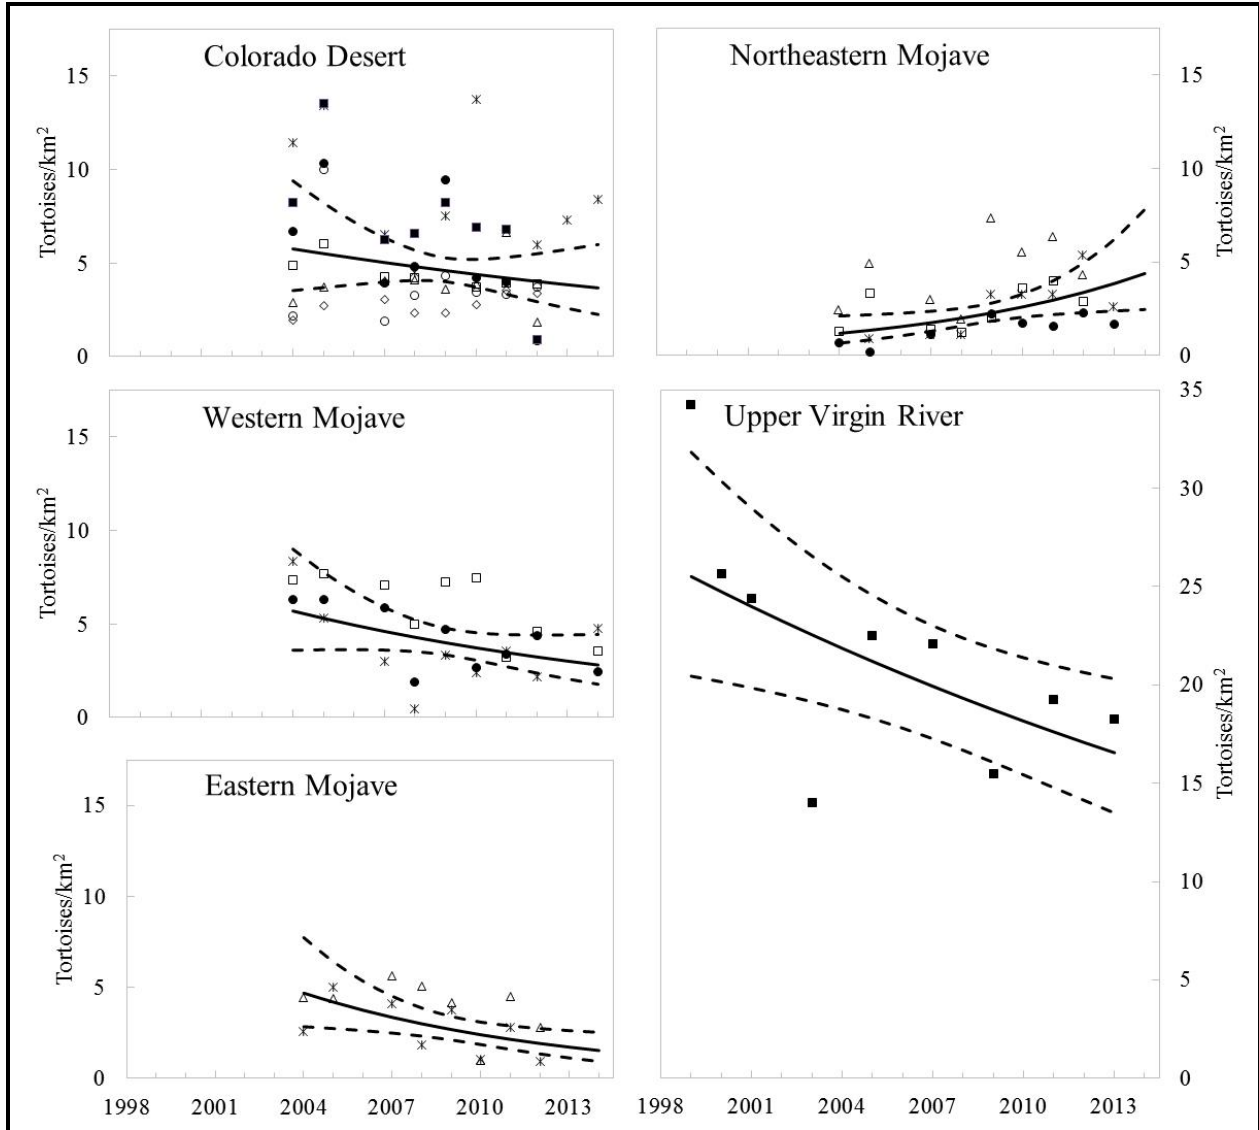 Colorado Desert
15
10
5
0
Tortoises/km²
Northeastern Mojave
15
10
5
0
Tortoises/km²
Western Mojave
15
10
5
0
Tortoises/km²
Upper Virgin River
35
30
25
20
15
10
5
0
Tortoises/km²
Eastern Mojave
15
10
5
0
Tortoises/km²
1998 2001 2004 2007 2010 2013
1998 2001 2004 2007 2010 2013